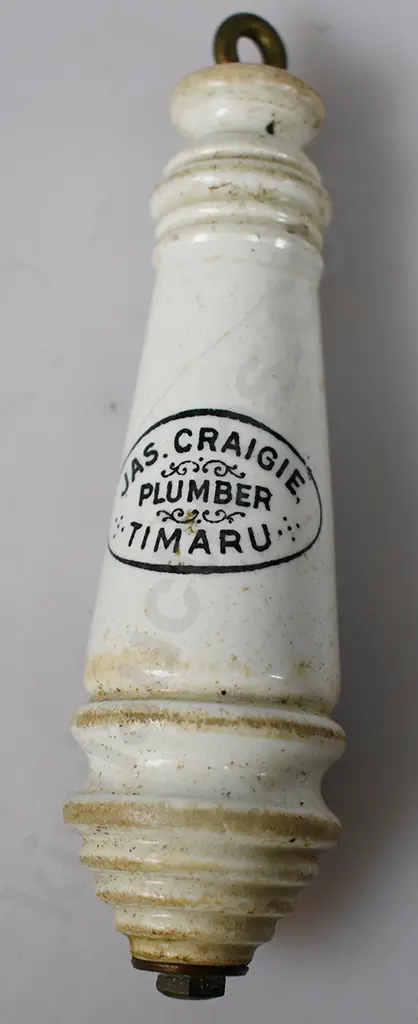 JAS. CRAIGIE,
PLUMBER
TIMARU